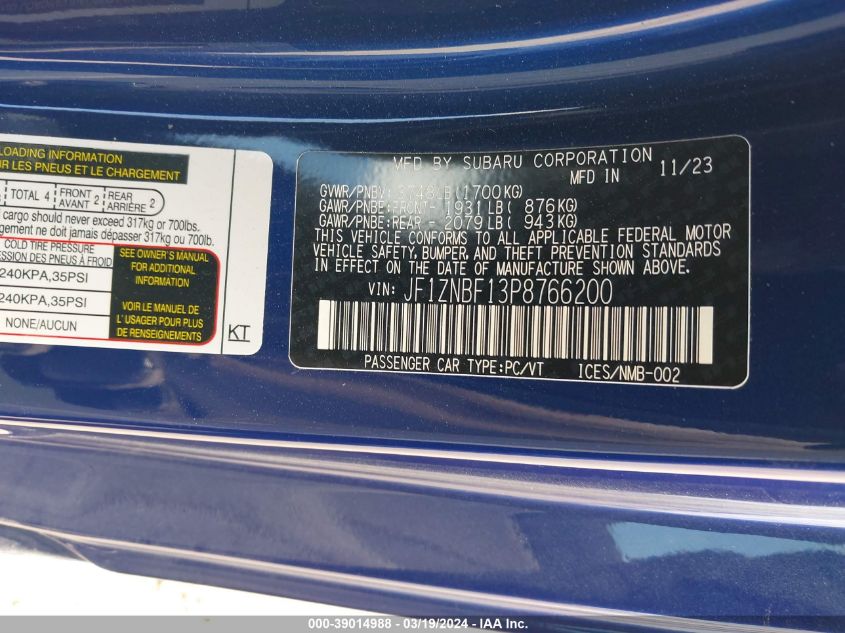 LOADING INFORMATION
LES PNEUS ET LE CHARGEMENT
TOTAL 4 FRONT 2 REAR 2
AVANT ARRIÈRE
cargo should never exceed 317kg or 700lbs.
ne doit jamais dépasser 317kg ou 700lb.
COLD TIRE PRESSURE
DES PNEUS À FROID
240KPA,35PSI
240KPA,35PSI
NONE/AUCUN
SEE OWNER'S MANUAL
FOR ADDITIONAL
INFORMATION
VOIR LE MANUEL DE
L'USAGER POUR PLUS
DE RENSEIGNEMENTS
KT
MFD BY SUBARU CORPORATION
MFD IN 11/23
GVWR/PNBV: 3748LB(1700KG)
GAWR/PNBE:FRONT- 1931 LB( 876KG)
GAWR/PNBE:REAR - 2079 LB( 943KG)
THIS VEHICLE CONFORMS TO ALL APPLICABLE FEDERAL MOTOR
VEHICLE SAFETY, BUMPER, AND THEFT PREVENTION STANDARDS
IN EFFECT ON THE DATE OF MANUFACTURE SHOWN ABOVE.
VIN: JF1ZNBF13P8766200
PASSENGER CAR TYPE:PC/VT ICES/NMB-002
000-39014988 - 03/19/2024 - IAA Inc.